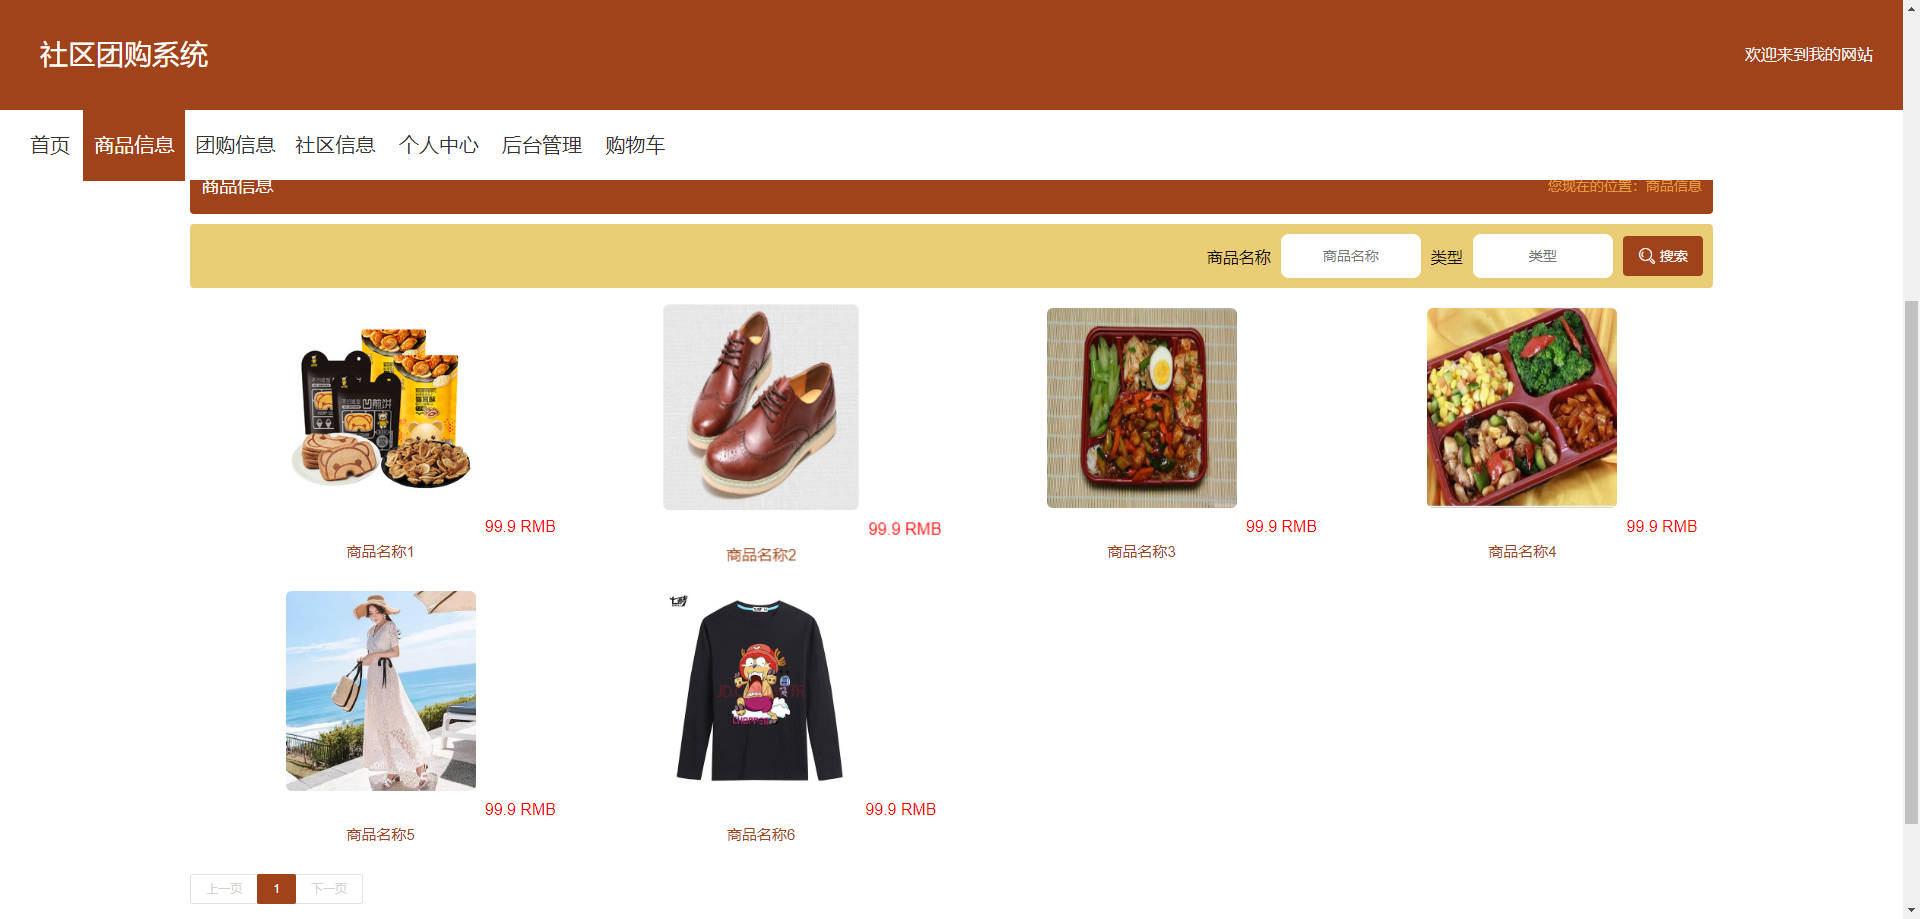 社区团购系统
欢迎来到我的网站
首页 商品信息 团购信息 社区信息 个人中心 后台管理 购物车
商品信息
您现在的位置：商品信息
商品名称 商品名称 类型 类型 搜索
99.9 RMB
商品名称1
99.9 RMB
商品名称2
99.9 RMB
商品名称3
99.9 RMB
商品名称4
99.9 RMB
商品名称5
99.9 RMB
商品名称6
上一页 1 下一页